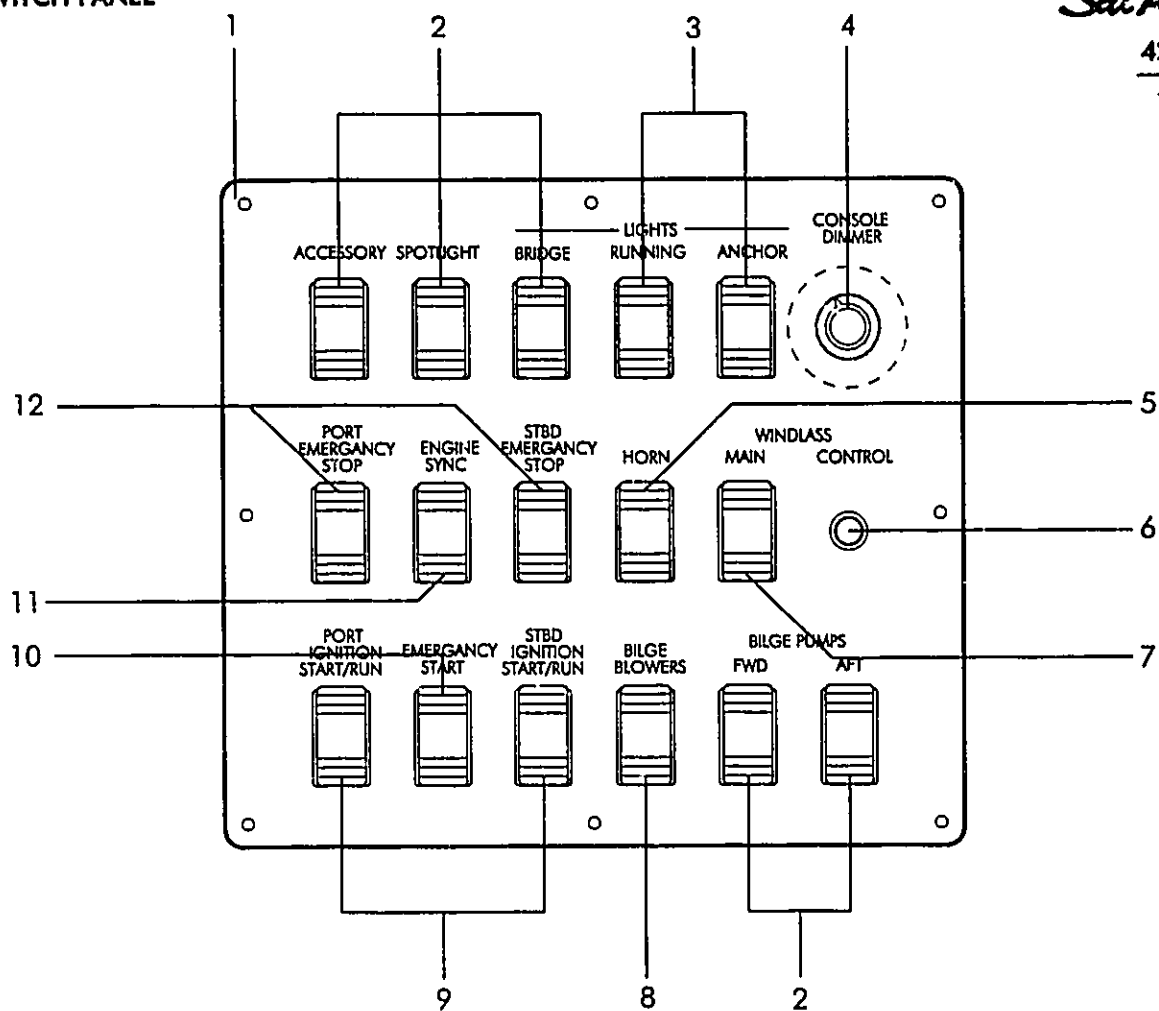 1 2 3 4
LIGHTS
CONSOLE
DIMMER
ACCESSORY SPOTLIGHT BRIDGE RUNNING ANCHOR
12
5
PORT
EMERGANCY
STOP
ENGINE
SYNC
STBD
EMERGANCY
STOP
HORN
WINDLASS
MAIN CONTROL
6
11
10
PORT
IGNITION
START/RUN
EMERGANCY
START
STBD
IGNITION
START/RUN
BILGE
BLOWERS
BILGE PUMPS
FWD AFT
7
9 8 2